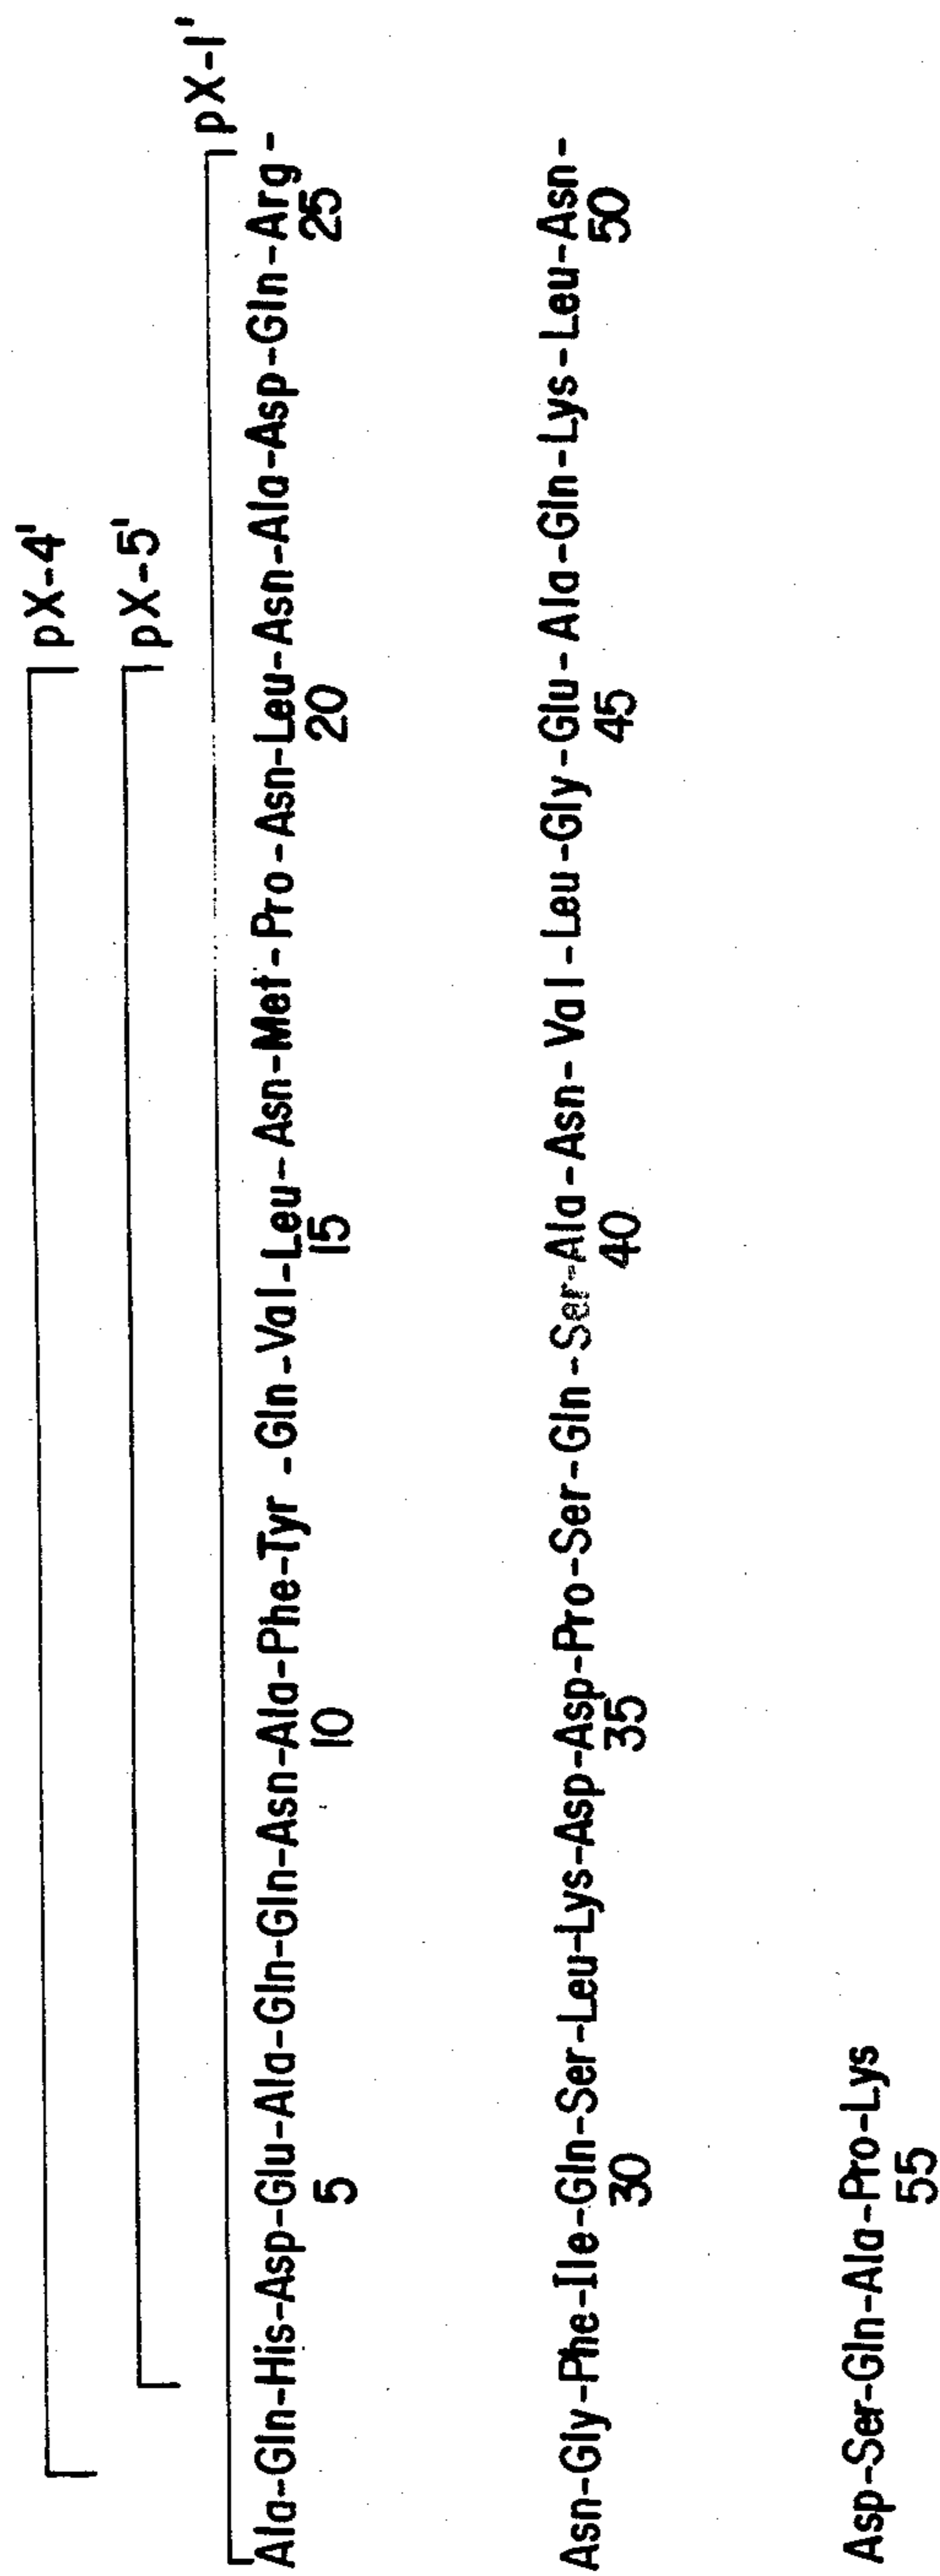 pX-4'
pX-5'
pX-1'
Ala-Gln-His-Asp-Glu-Ala-Gln-Gln-Asn-Ala-Phe-Tyr-Gln-Val-Leu-Asn-Met-Pro-Asn-Leu-Asn-Ala-Asp-Gln-Arg-
5 10 15 20 25
Asn-Gly-Phe-Ile-Gln-Ser-Leu-Lys-Asp-Asp-Pro-Ser-Gln-Ser-Ala-Asn-Val-Leu-Gly-Glu-Ala-Gln-Lys-Leu-Asn-
30 35 40 45 50
Asp-Ser-Gln-Ala-Pro-Lys
55